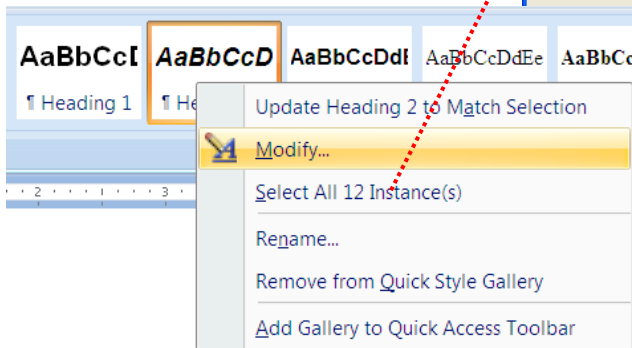 AaBbCcI AaBbCcD AaBbCcDdI AaBbCcDdEe AaBbCc
¶ Heading 1 ¶ He
Update Heading 2 to Match Selection
Modify...
2 1 3
Select All 12 Instance(s)
Rename...
Remove from Quick Style Gallery
Add Gallery to Quick Access Toolbar